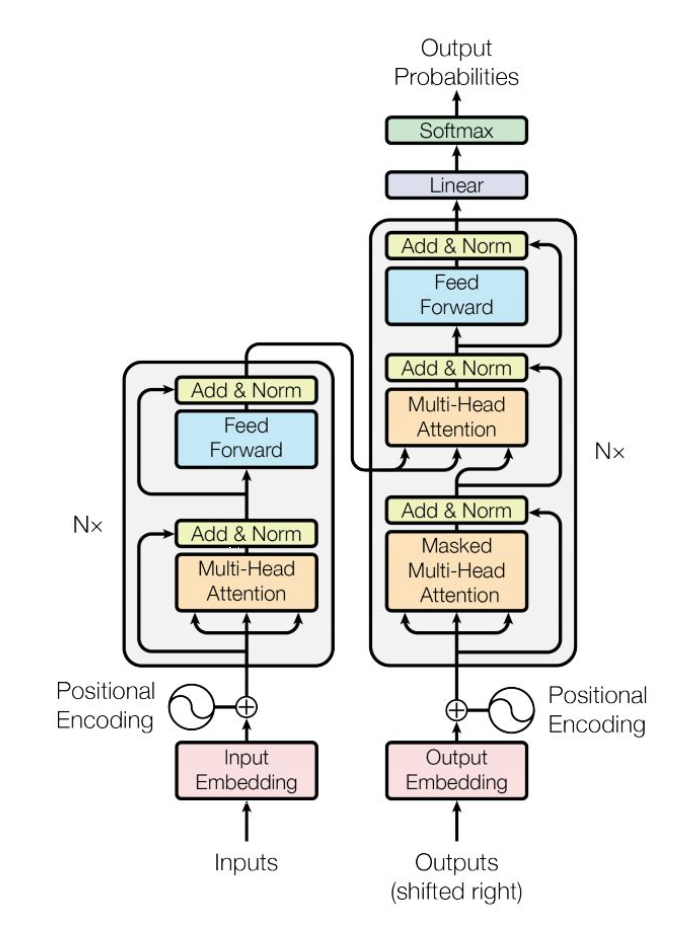 Output
Probabilities
Softmax
Linear
Add & Norm
Feed
Forward
Add & Norm
Multi-Head
Attention
Nx
Add & Norm
Masked
Multi-Head
Attention
Add & Norm
Feed
Forward
Nx
Add & Norm
Multi-Head
Attention
Positional
Encoding
Positional
Encoding
Input
Embedding
Output
Embedding
Inputs
Outputs
(shifted right)